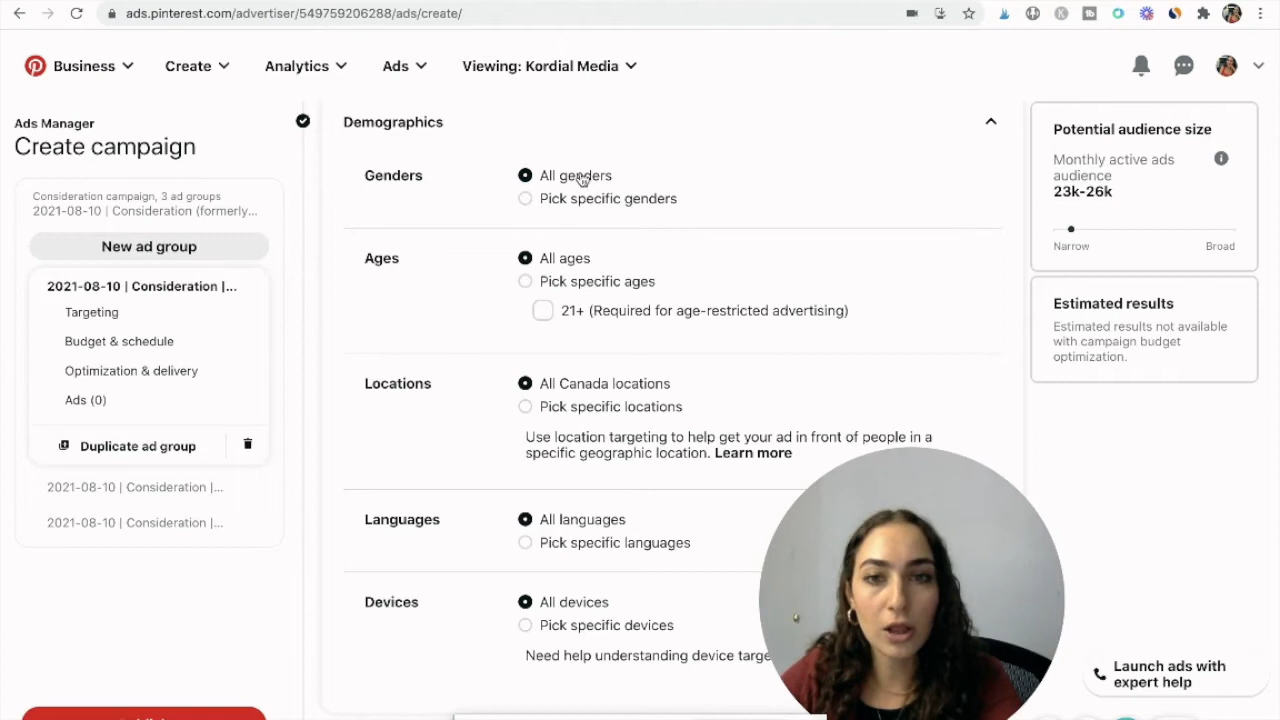 ads.pinterest.com/advertiser/549759206288/ads/create/
Business
Create
Analytics
Ads
Viewing: Kordial Media
Ads Manager
Create campaign
Consideration campaign, 3 ad groups
2021-08-10 | Consideration (formerly...
New ad group
2021-08-10 | Consideration |...
Targeting
Budget & schedule
Optimization & delivery
Ads (0)
Duplicate ad group
2021-08-10 | Consideration |...
2021-08-10 | Consideration |...
Demographics
Genders
All genders
Pick specific genders
Ages
All ages
Pick specific ages
21+ (Required for age-restricted advertising)
Locations
All Canada locations
Pick specific locations
Use location targeting to help get your ad in front of people in a
specific geographic location. Learn more
Languages
All languages
Pick specific languages
Devices
All devices
Pick specific devices
Need help understanding device
Potential audience size
Monthly active ads
audience
23k-26k
Narrow
Broad
Estimated results
Estimated results not available
with campaign budget
optimization.
Launch ads with
expert help